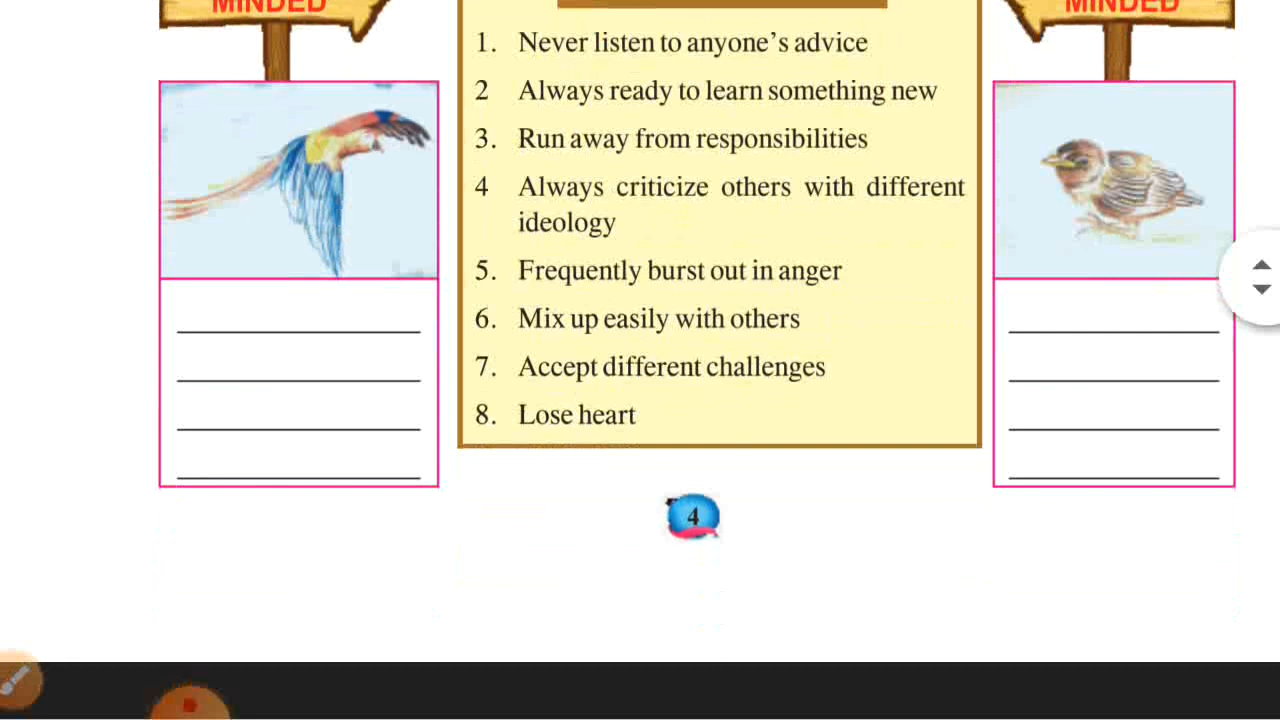 MINDED
MINDED
1. Never listen to anyone's advice
2 Always ready to learn something new
3. Run away from responsibilities
4 Always criticize others with different
ideology
5. Frequently burst out in anger
6. Mix up easily with others
7. Accept different challenges
8. Lose heart
4